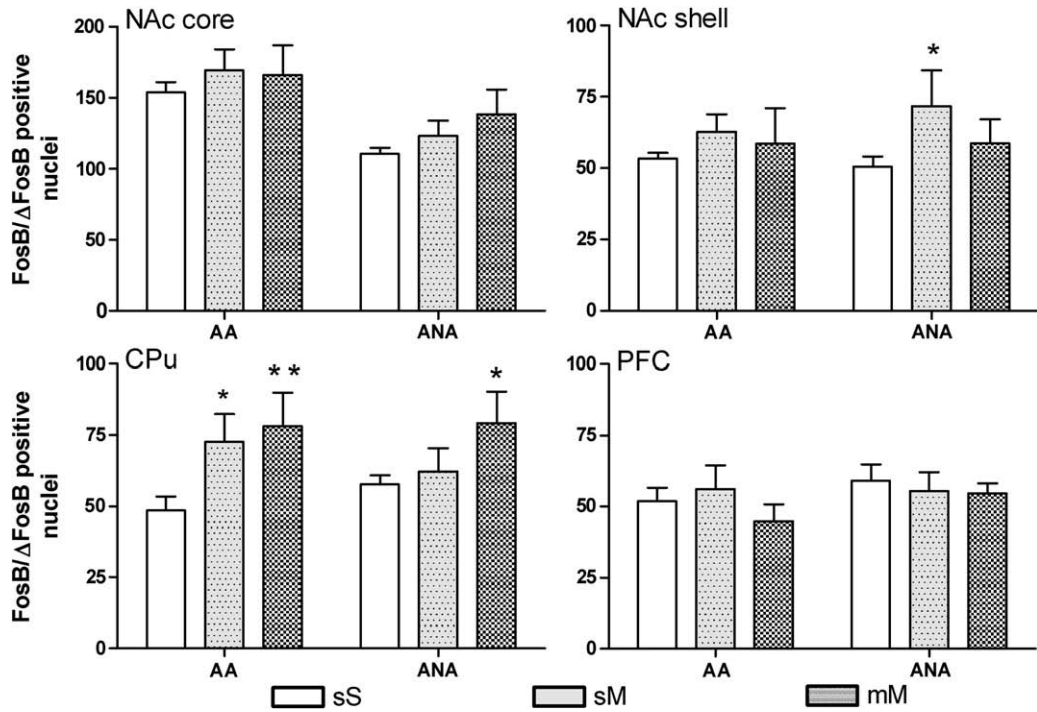 NAc core
FosB/ΔFosB positive
nuclei
200
150
100
50
0
AA
ANA
NAc shell
100
75
50
25
0
*
AA
ANA
CPu
FosB/ΔFosB positive
nuclei
100
75
50
25
0
*
* *
*
AA
ANA
PFC
100
75
50
25
0
AA
ANA
sS
sM
mM